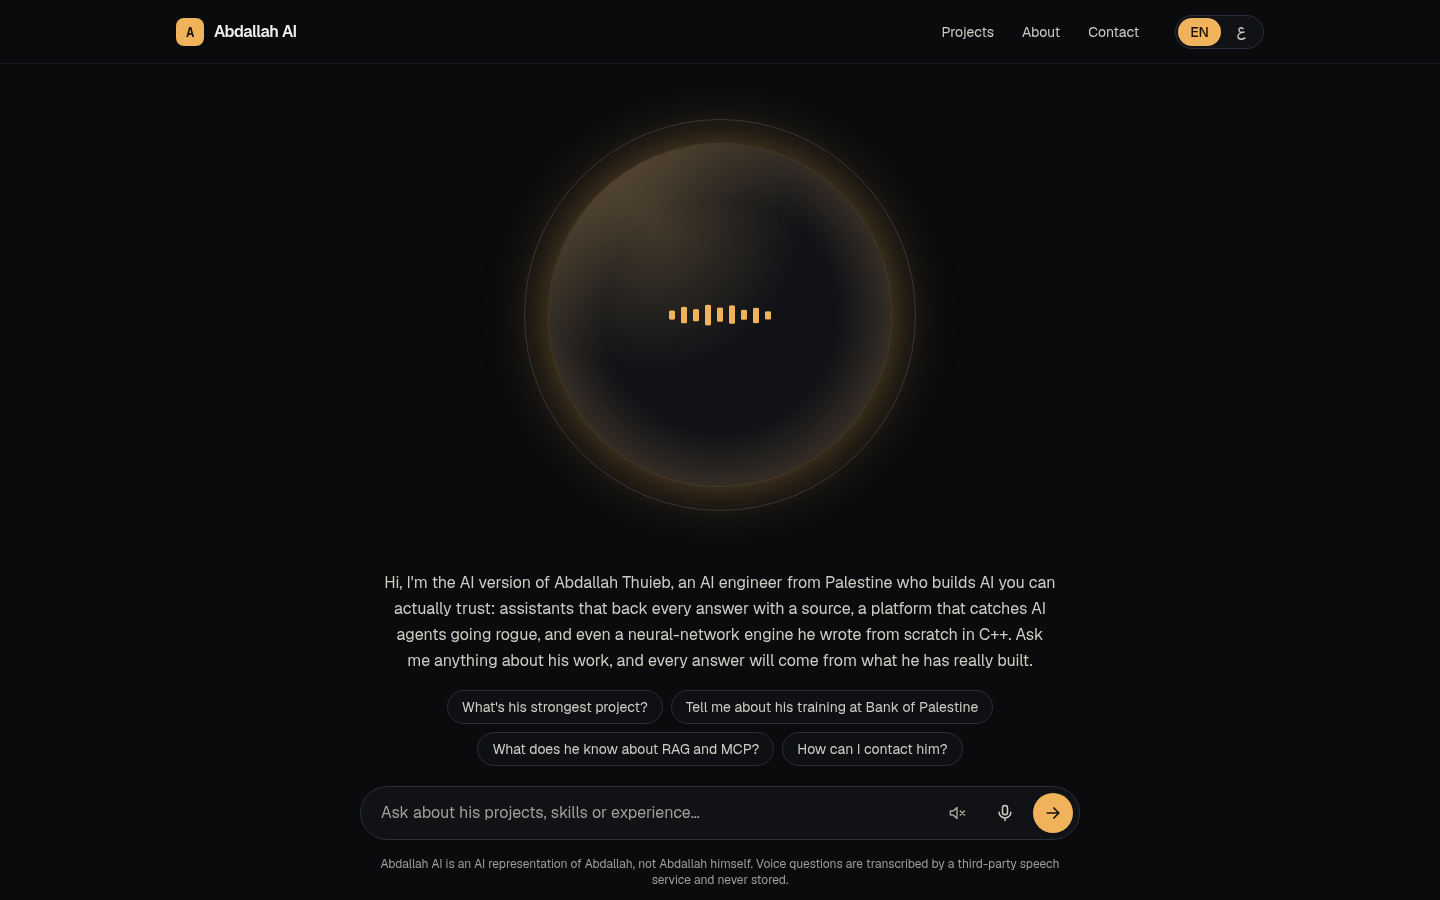 A
Abdallah AI
Projects
About
Contact
EN
ع
Hi, I'm the AI version of Abdallah Thuieb, an AI engineer from Palestine who builds AI you can
actually trust: assistants that back every answer with a source, a platform that catches AI
agents going rogue, and even a neural-network engine he wrote from scratch in C++. Ask
me anything about his work, and every answer will come from what he has really built.
What's his strongest project?
Tell me about his training at Bank of Palestine
What does he know about RAG and MCP?
How can I contact him?
Ask about his projects, skills or experience...
Abdallah AI is an AI representation of Abdallah, not Abdallah himself. Voice questions are transcribed by a third-party speech
service and never stored.